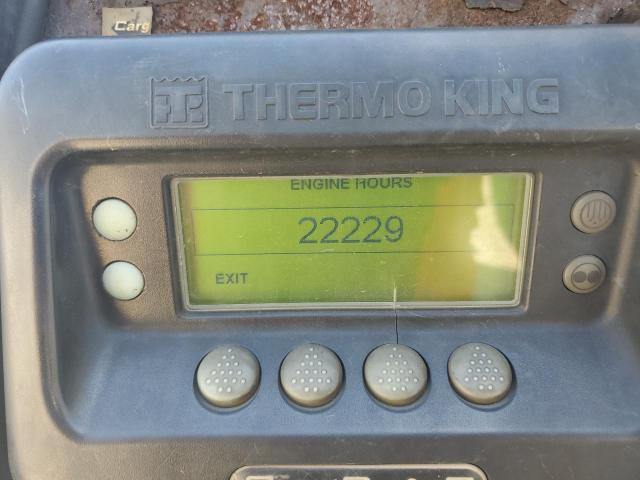 Carg
THERMO KING
ENGINE HOURS
22229
EXIT